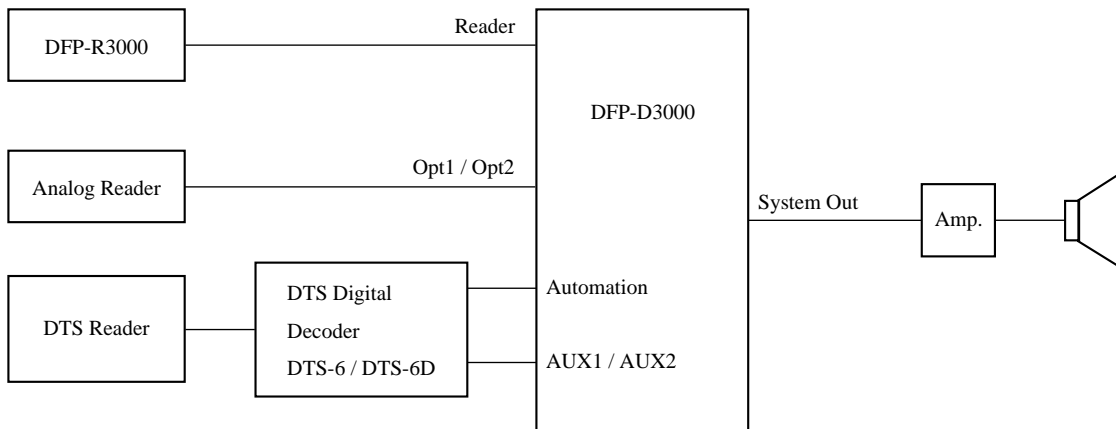 DFP-R3000
Reader
DFP-D3000
Analog Reader
Opt1 / Opt2
System Out
Amp.
DTS Reader
DTS Digital
Decoder
DTS-6 / DTS-6D
Automation
AUX1 / AUX2